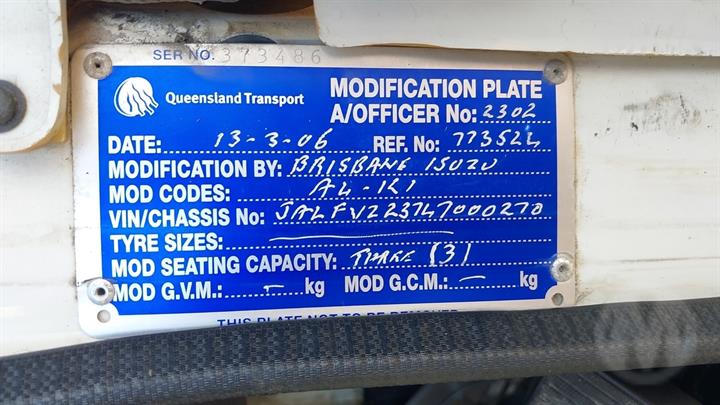 SER NO. 373486
Queensland Transport
MODIFICATION PLATE
A/OFFICER No: 2302
DATE: 13-3-06 REF. No: 773524
MODIFICATION BY: BRISBANE ISUZU
MOD CODES: A4-1K1
VIN/CHASSIS No: JALFVZ23747000270
TYRE SIZES:
MOD SEATING CAPACITY: THREE (3)
MOD G.V.M.: - kg MOD G.C.M.: - kg
THIS PLATE NOT TO BE REMOVED